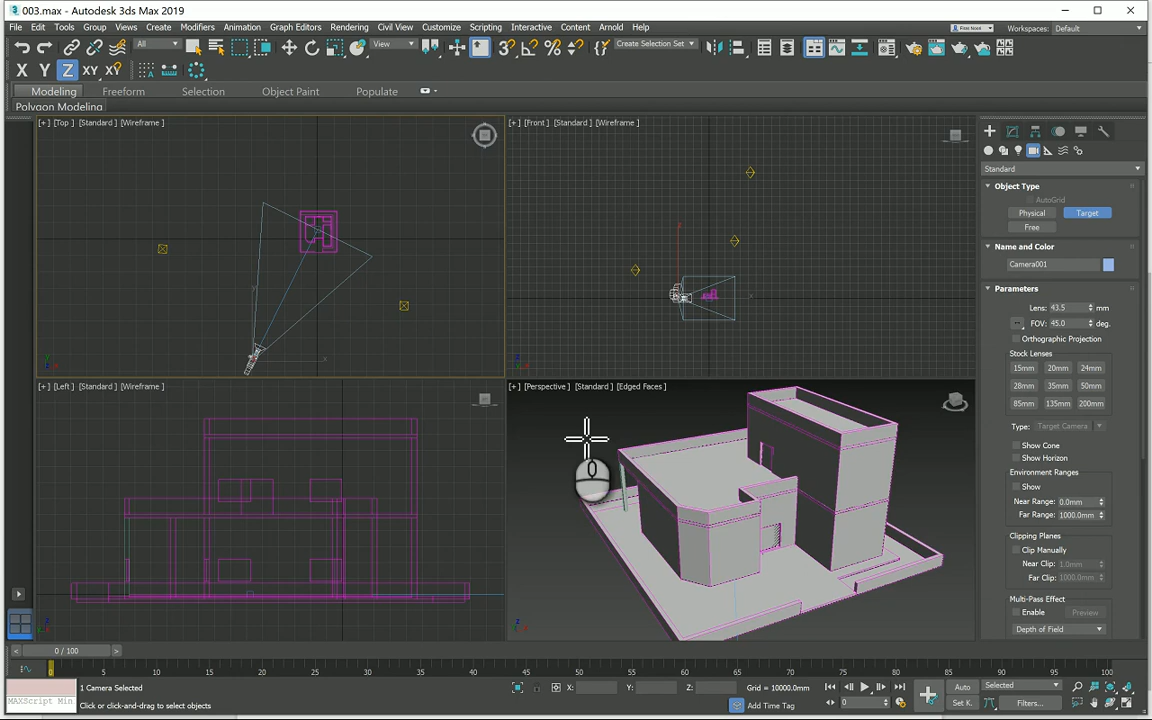 003.max - Autodesk 3ds Max 2019
File Edit Tools Group Views Create Modifiers Animation Graph Editors Rendering Civil View Customize Scripting Interactive Content Arnold Help
Workspaces: Default
All
View
Create Selection Set
X Y Z XY XY
Modeling Freeform Selection Object Paint Populate
Polygon Modeling
[+] [Top] [Standard] [Wireframe]
[+] [Front] [Standard] [Wireframe]
[+] [Left] [Standard] [Wireframe]
[+] [Perspective] [Standard] [Edged Faces]
Standard
Object Type
AutoGrid
Physical Target
Free
Name and Color
Camera001
Parameters
Lens: 43.5 mm
FOV: 45.0 deg.
Orthographic Projection
Stock Lenses
15mm 20mm 24mm
28mm 35mm 50mm
85mm 135mm 200mm
Type: Target Camera
Show Cone
Show Horizon
Environment Ranges
Show
Near Range: 0.0mm
Far Range: 1000.0mm
Clipping Planes
Clip Manually
Near Clip: 1.0mm
Far Clip: 1000.0mm
Multi-Pass Effect
Enable Preview
Depth of Field
0 / 100
0 5 10 15 20 25 30 35 40 45 50 55 60 65 70 75 80 85 90 95 100
MAXScript Min
1 Camera Selected
Click or click-and-drag to select objects
X: Y: Z: Grid = 10000.0mm
Add Time Tag
0
Auto Selected
Set K. Filters...